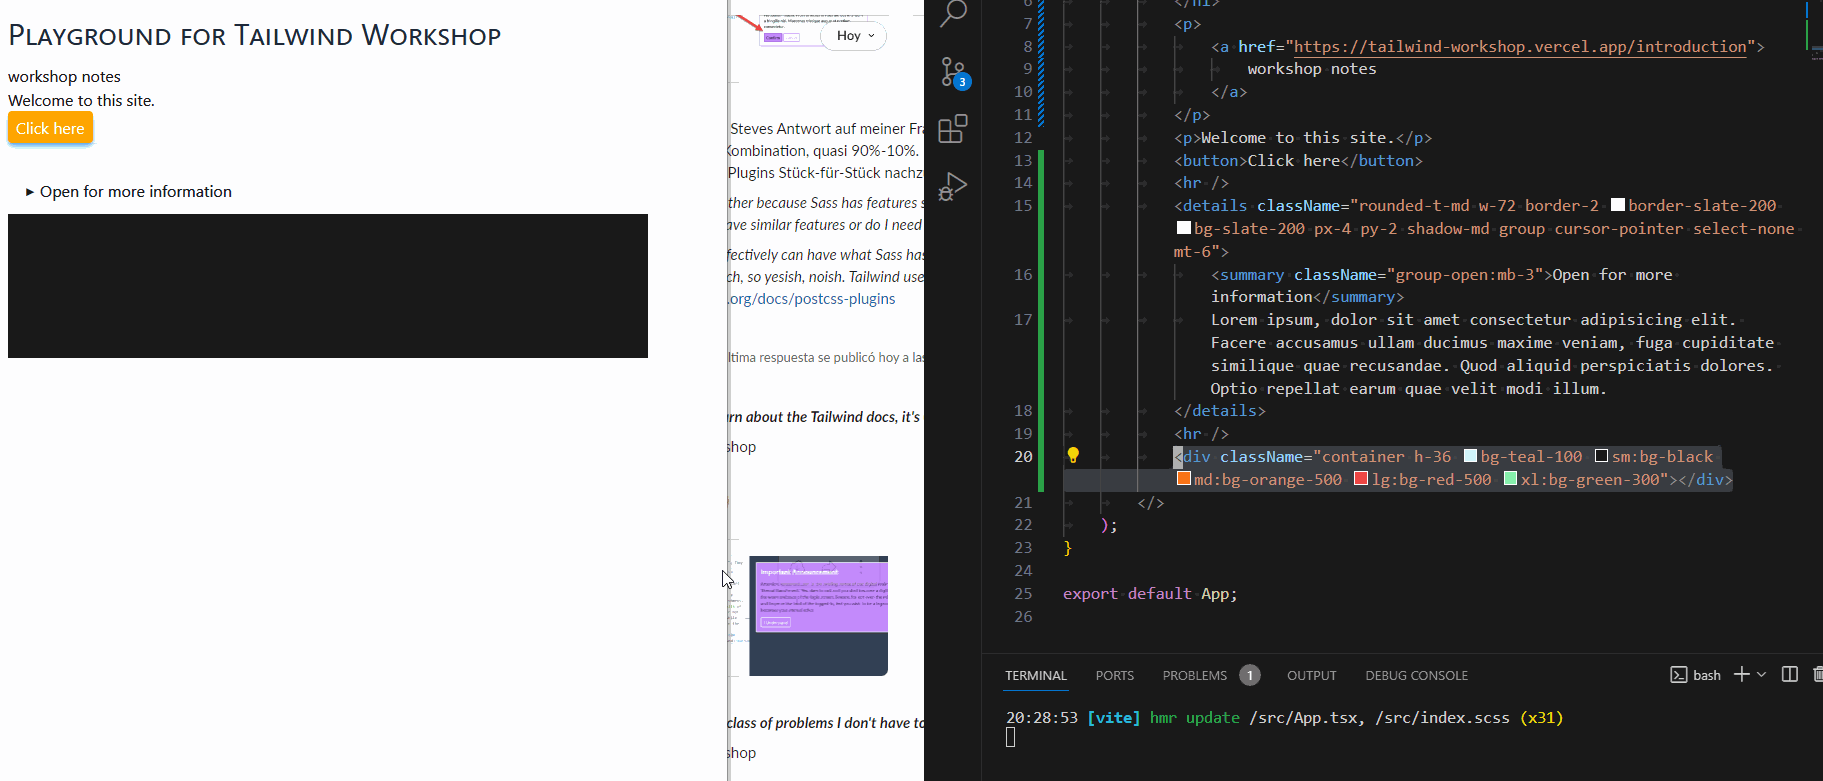 Playground for Tailwind Workshop
workshop notes
Welcome to this site.
Click here
▸ Open for more information
Hoy
Steves Antwort auf meiner Fra
Kombination, quasi 90%-10%.
Plugins Stück-für-Stück nachz
ther because Sass has features s
ave similar features or do I need
fectively can have what Sass has
ch, so yesish, noish. Tailwind use
.org/docs/postcss-plugins
ltima respuesta se publicó hoy a las
rn about the Tailwind docs, it's
shop
Important Announcement
class of problems I don't have to
shop
3
6 </h1>
7 <p>
8 <a href="https://tailwind-workshop.vercel.app/introduction">
9 workshop notes
10 </a>
11 </p>
12 <p>Welcome to this site.</p>
13 <button>Click here</button>
14 <hr />
15 <details className="rounded-t-md w-72 border-2 border-slate-200
bg-slate-200 px-4 py-2 shadow-md group cursor-pointer select-none
mt-6">
16 <summary className="group-open:mb-3">Open for more
information</summary>
17 Lorem ipsum, dolor sit amet consectetur adipisicing elit.
Facere accusamus ullam ducimus maxime veniam, fuga cupiditate
similique quae recusandae. Quod aliquid perspiciatis dolores.
Optio repellat earum quae velit modi illum.
18 </details>
19 <hr />
20 <div className="container h-36 bg-teal-100 sm:bg-black
md:bg-orange-500 lg:bg-red-500 xl:bg-green-300"></div>
21 </>
22 );
23 }
24
25 export default App;
26
TERMINAL PORTS PROBLEMS 1 OUTPUT DEBUG CONSOLE bash
20:28:53 [vite] hmr update /src/App.tsx, /src/index.scss (x31)